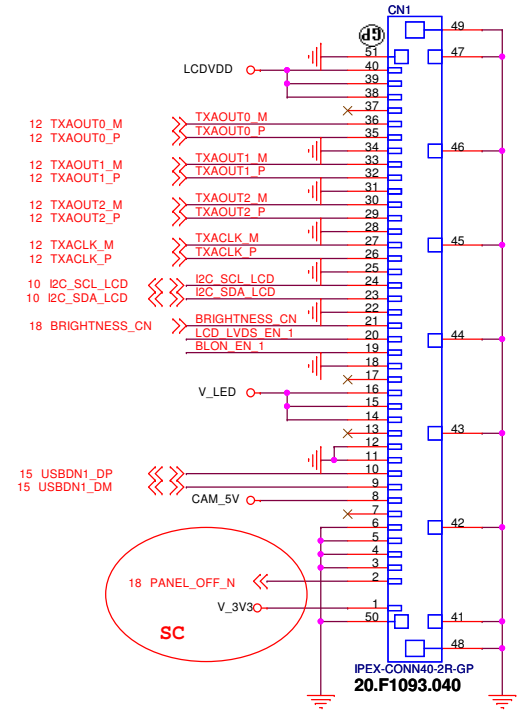 CN1
GP
49
51
47
LCDVDD
40
39
38
37
12 TXAOUT0_M TXAOUT0_M 36
12 TXAOUT0_P TXAOUT0_P 35
34
46
12 TXAOUT1_M TXAOUT1_M 33
12 TXAOUT1_P TXAOUT1_P 32
31
12 TXAOUT2_M TXAOUT2_M 30
12 TXAOUT2_P TXAOUT2_P 29
28
12 TXACLK_M TXACLK_M 27
45
12 TXACLK_P TXACLK_P 26
25
10 I2C_SCL_LCD I2C_SCL_LCD 24
10 I2C_SDA_LCD I2C_SDA_LCD 23
22
18 BRIGHTNESS_CN BRIGHTNESS_CN 21
LCD_LVDS_EN_1 20
44
BLON_EN_1 19
18
17
V_LED 16
15
14
13
43
12
11
15 USBDN1_DP 10
15 USBDN1_DM 9
CAM_5V 8
7
6
42
5
4
3
18 PANEL_OFF_N 2
V_3V3 1
50
41
SC
48
IPEX-CONN40-2R-GP
20.F1093.040